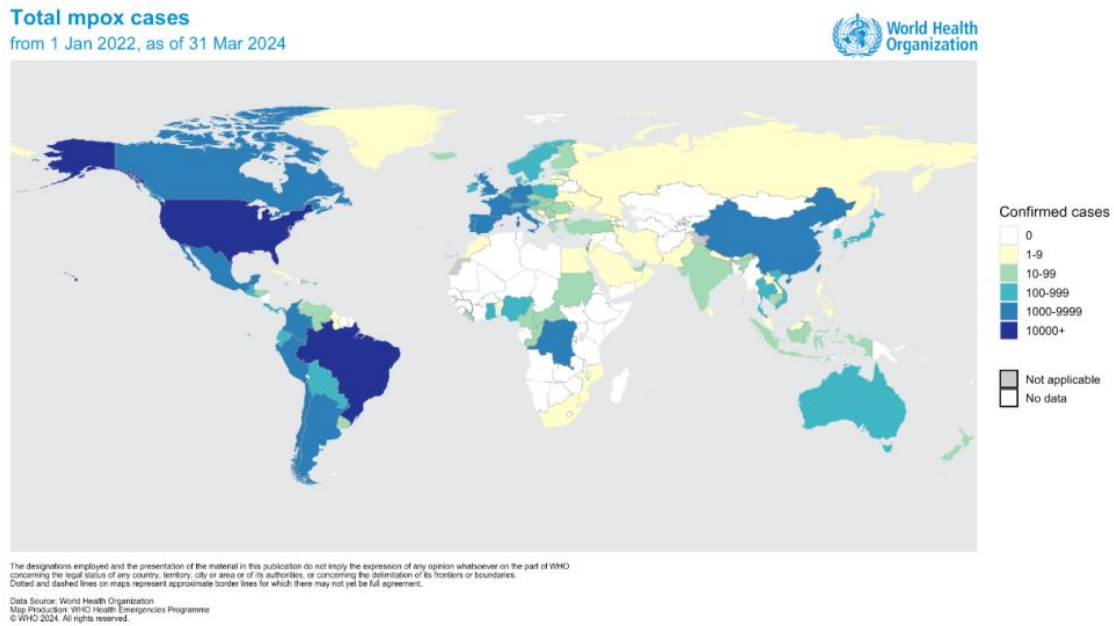 Total mpox cases
from 1 Jan 2022, as of 31 Mar 2024
World Health
Organization
Confirmed cases
0
1-9
10-99
100-999
1000-9999
10000+
Not applicable
No data
The designations employed and the presentation of the material in this publication do not imply the expression of any opinion whatsoever on the part of WHO
concerning the legal status of any country, territory, city or area or of its authorities, or concerning the delimitation of its frontiers or boundaries.
Dotted and dashed lines on maps represent approximate border lines for which there may not yet be full agreement.
Data Source: World Health Organization
Map Production: WHO Health Emergencies Programme
© WHO 2024. All rights reserved.